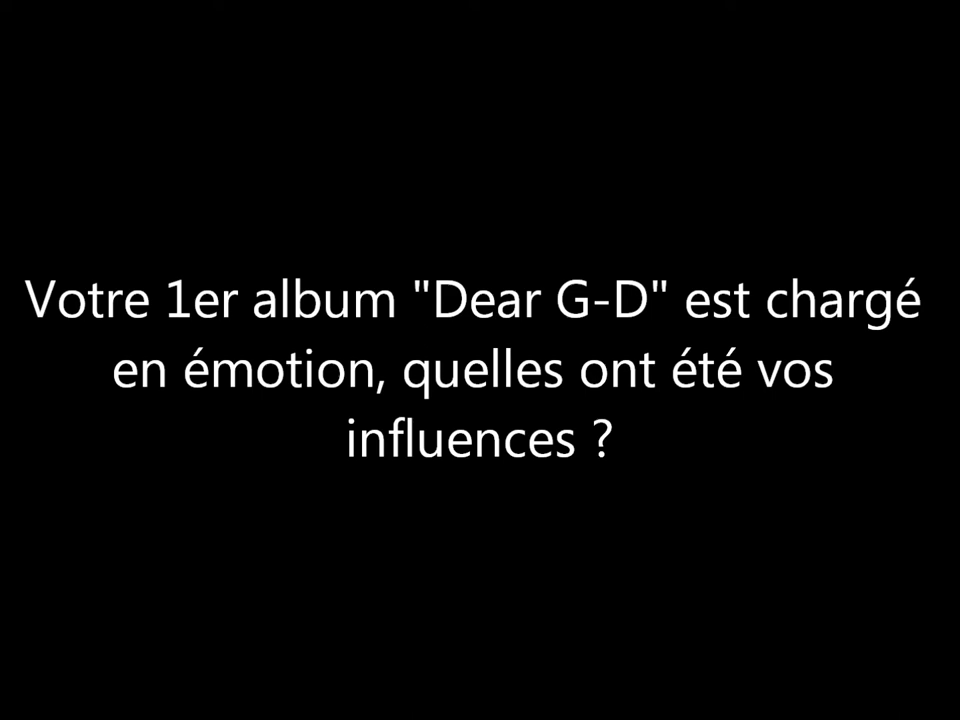 Votre 1er album "Dear G-D" est chargé
en émotion, quelles ont été vos
influences ?